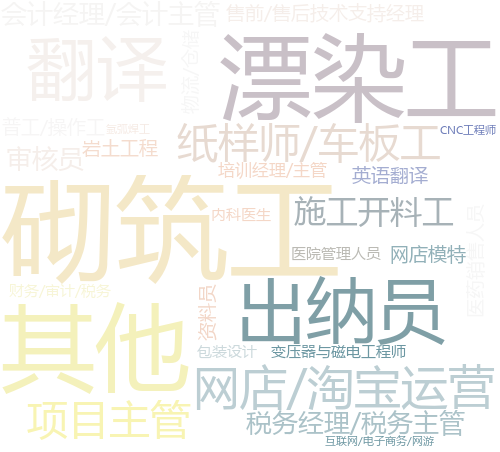 会计经理/会计主管
售前/售后技术支持经理
翻译
物流/仓储
漂染工
普工/操作工
氩弧焊工
CNC工程师
审核员
岩土工程
纸样师/车板工
培训经理/主管
英语翻译
砌筑工
内科医生
施工开料工
医药销售人员
医院管理人员
网店模特
财务/审计/税务
资料员
出纳员
其他
包装设计
变压器与磁电工程师
网店/淘宝运营
项目主管
税务经理/税务主管
互联网/电子商务/网游